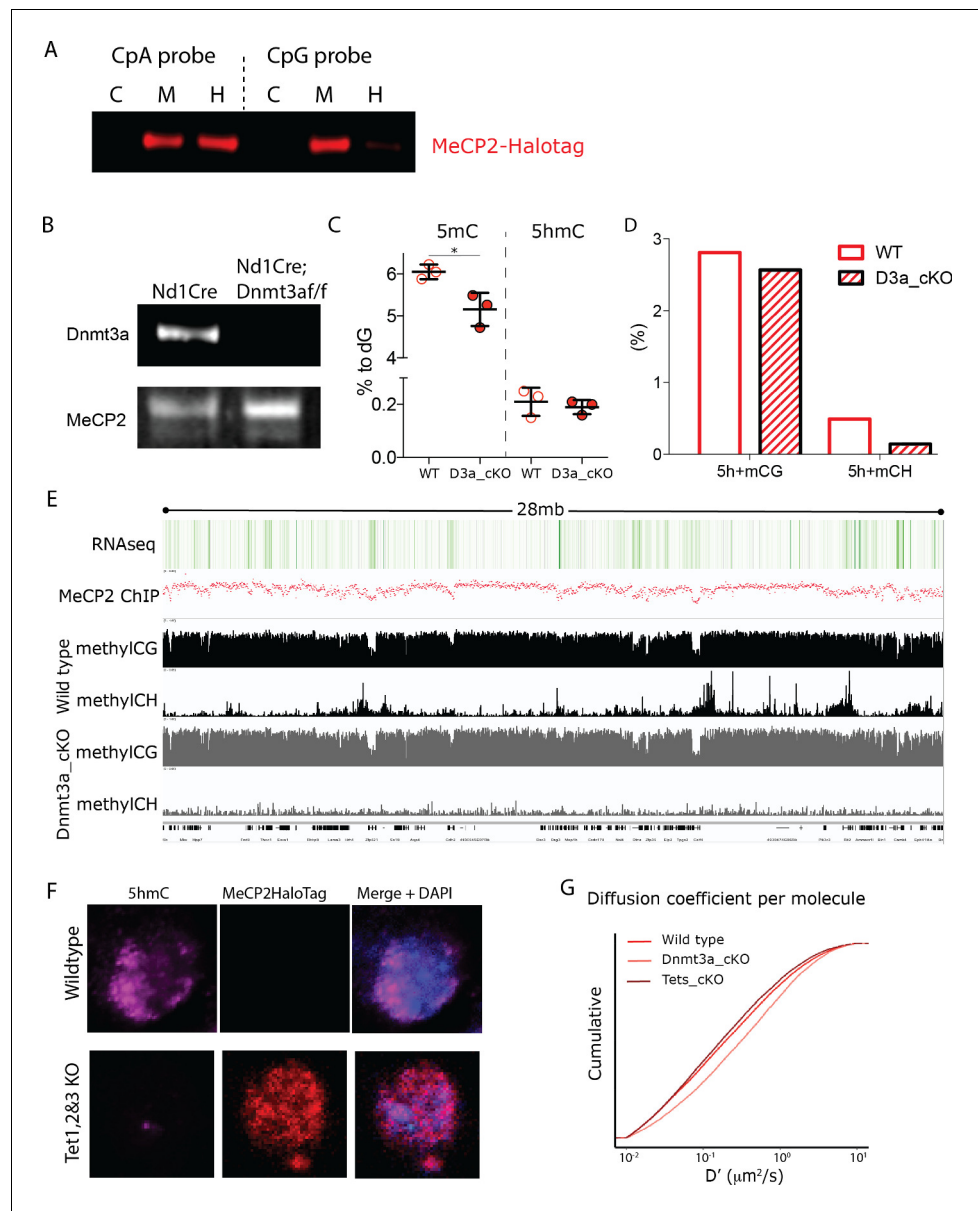 A
CpA probe CpG probe
C M H C M H
MeCP2-Halotag
B
Nd1Cre Nd1Cre; Dnmt3af/f
Dnmt3a
MeCP2
C
5mC 5hmC
*
% to dG
6
5
4
0.2
0.0
WT D3a_cKO WT D3a_cKO
D
WT
D3a_cKO
(%)
3
2
1
0
5h+mCG 5h+mCH
E
28mb
RNAseq
MeCP2 ChIP
Wild type
methylCG
methylCH
Dnmt3a_cKO
methylCG
methylCH
F
5hmC MeCP2HaloTag Merge + DAPI
Wildtype
Tet1,2&3 KO
G
Diffusion coefficient per molecule
Wild type
Dnmt3a_cKO
Tets_cKO
Cumulative
10⁻² 10⁻¹ 10⁰ 10¹
D’ (μm²/s)